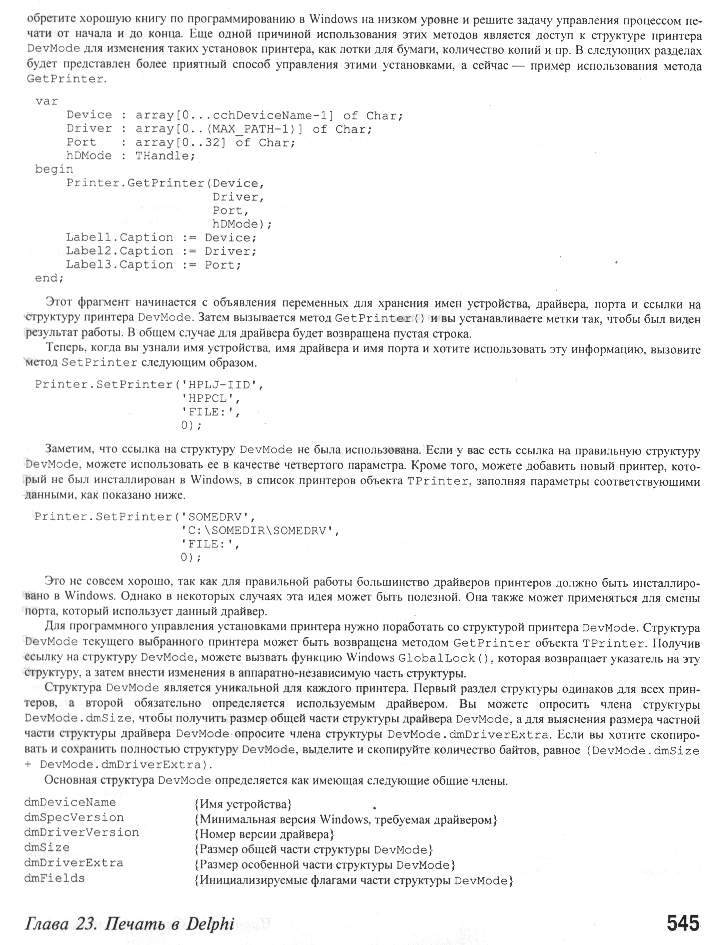 обретите хорошую книгу по программированию в Windows на низком уровне и решите задачу управления процессом пе-
чати от начала и до конца. Еще одной причиной использования этих методов является доступ к структуре принтера
DevMode для изменения таких установок принтера, как лотки для бумаги, количество копий и пр. В следующих разделах
будет представлен более приятный способ управления этими установками, а сейчас — пример использования метода
GetPrinter.
var
Device : array[0...cchDeviceName-1] of Char;
Driver : array[0..(MAX_PATH-1)] of Char;
Port : array[0..32] of Char;
hDMode : THandle;
begin
Printer.GetPrinter(Device,
Driver,
Port,
hDMode);
Label1.Caption := Device;
Label2.Caption := Driver;
Label3.Caption := Port;
end;
Этот фрагмент начинается с объявления переменных для хранения имен устройства, драйвера, порта и ссылки на
структуру принтера DevMode. Затем вызывается метод GetPrinter() и вы устанавливаете метки так, чтобы был виден
результат работы. В общем случае для драйвера будет возвращена пустая строка.
Теперь, когда вы узнали имя устройства, имя драйвера и имя порта и хотите использовать эту информацию, вызовите
метод SetPrinter следующим образом.
Printer.SetPrinter('HPLJ-IID',
'HPPCL',
'FILE:',
0);
Заметим, что ссылка на структуру DevMode не была использована. Если у вас есть ссылка на правильную структуру
DevMode, можете использовать ее в качестве четвертого параметра. Кроме того, можете добавить новый принтер, кото-
рый не был инсталлирован в Windows, в список принтеров объекта TPrinter, заполняя параметры соответствующими
данными, как показано ниже.
Printer.SetPrinter('SOMEDRV',
'C:\SOMEDIR\SOMEDRV',
'FILE:',
0);
Это не совсем хорошо, так как для правильной работы большинство драйверов принтеров должно быть инсталлиро-
вано в Windows. Однако в некоторых случаях эта идея может быть полезной. Она также может применяться для смены
порта, который использует данный драйвер.
Для программного управления установками принтера нужно поработать со структурой принтера DevMode. Структура
DevMode текущего выбранного принтера может быть возвращена методом GetPrinter объекта TPrinter. Получив
ссылку на структуру DevMode, можете вызвать функцию Windows GlobalLock(), которая возвращает указатель на эту
структуру, а затем внести изменения в аппаратно-независимую часть структуры.
Структура DevMode является уникальной для каждого принтера. Первый раздел структуры одинаков для всех прин-
теров, а второй обязательно определяется используемым драйвером. Вы можете опросить члена структуры
DevMode.dmSize, чтобы получить размер общей части структуры драйвера DevMode, а для выяснения размера частной
части структуры драйвера DevMode опросите члена структуры DevMode.dmDriverExtra. Если вы хотите скопиро-
вать и сохранить полностью структуру DevMode, выделите и скопируйте количество байтов, равное (DevMode.dmSize
+ DevMode.dmDriverExtra).
Основная структура DevMode определяется как имеющая следующие общие члены.
dmDeviceName {Имя устройства}
dmSpecVersion {Минимальная версия Windows, требуемая драйвером}
dmDriverVersion {Номер версии драйвера}
dmSize {Размер общей части структуры DevMode}
dmDriverExtra {Размер особенной части структуры DevMode}
dmFields {Инициализируемые флагами части структуры DevMode}
Глава 23. Печать в Delphi 545